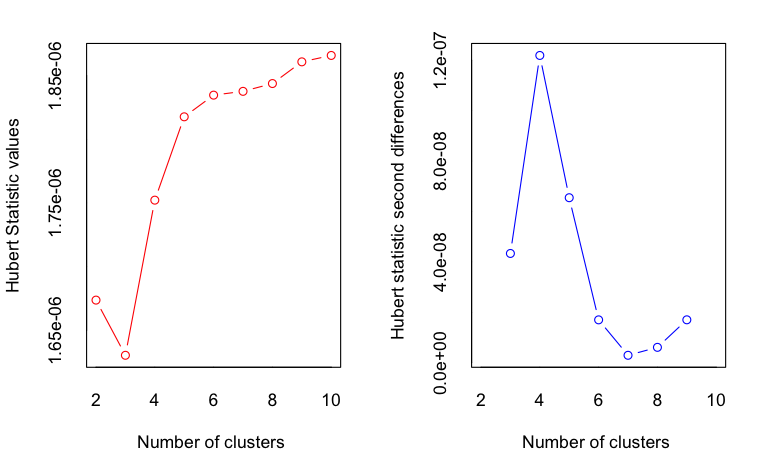 Hubert Statistic values
1.65e-06
1.75e-06
1.85e-06
2 4 6 8 10
Number of clusters
Hubert statistic second differences
0.0e+00
4.0e-08
8.0e-08
1.2e-07
2 4 6 8 10
Number of clusters